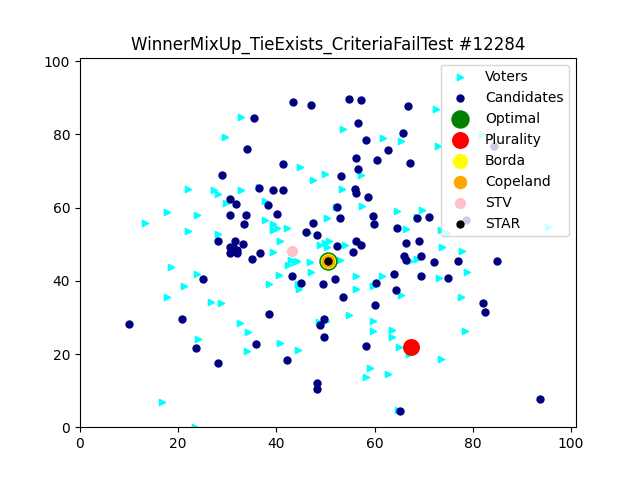 WinnerMixUp_TieExists_CriteriaFailTest #12284
100
80
60
40
20
0
0
20
40
60
80
100
Voters
Candidates
Optimal
Plurality
Borda
Copeland
STV
STAR